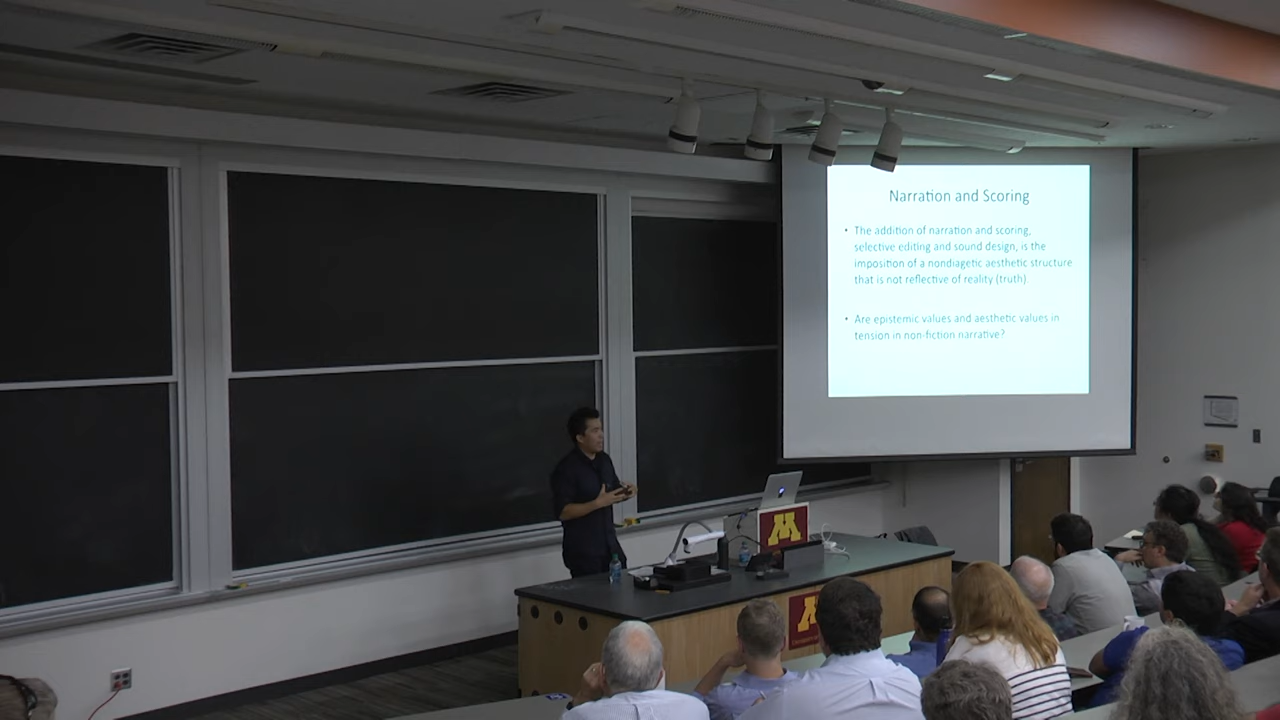 Narration and Scoring
• The addition of narration and scoring,
selective editing and sound design, is the
imposition of a nondiagetic aesthetic structure
that is not reflective of reality (truth).
• Are epistemic values and aesthetic values in
tension in non-fiction narrative?
M
M